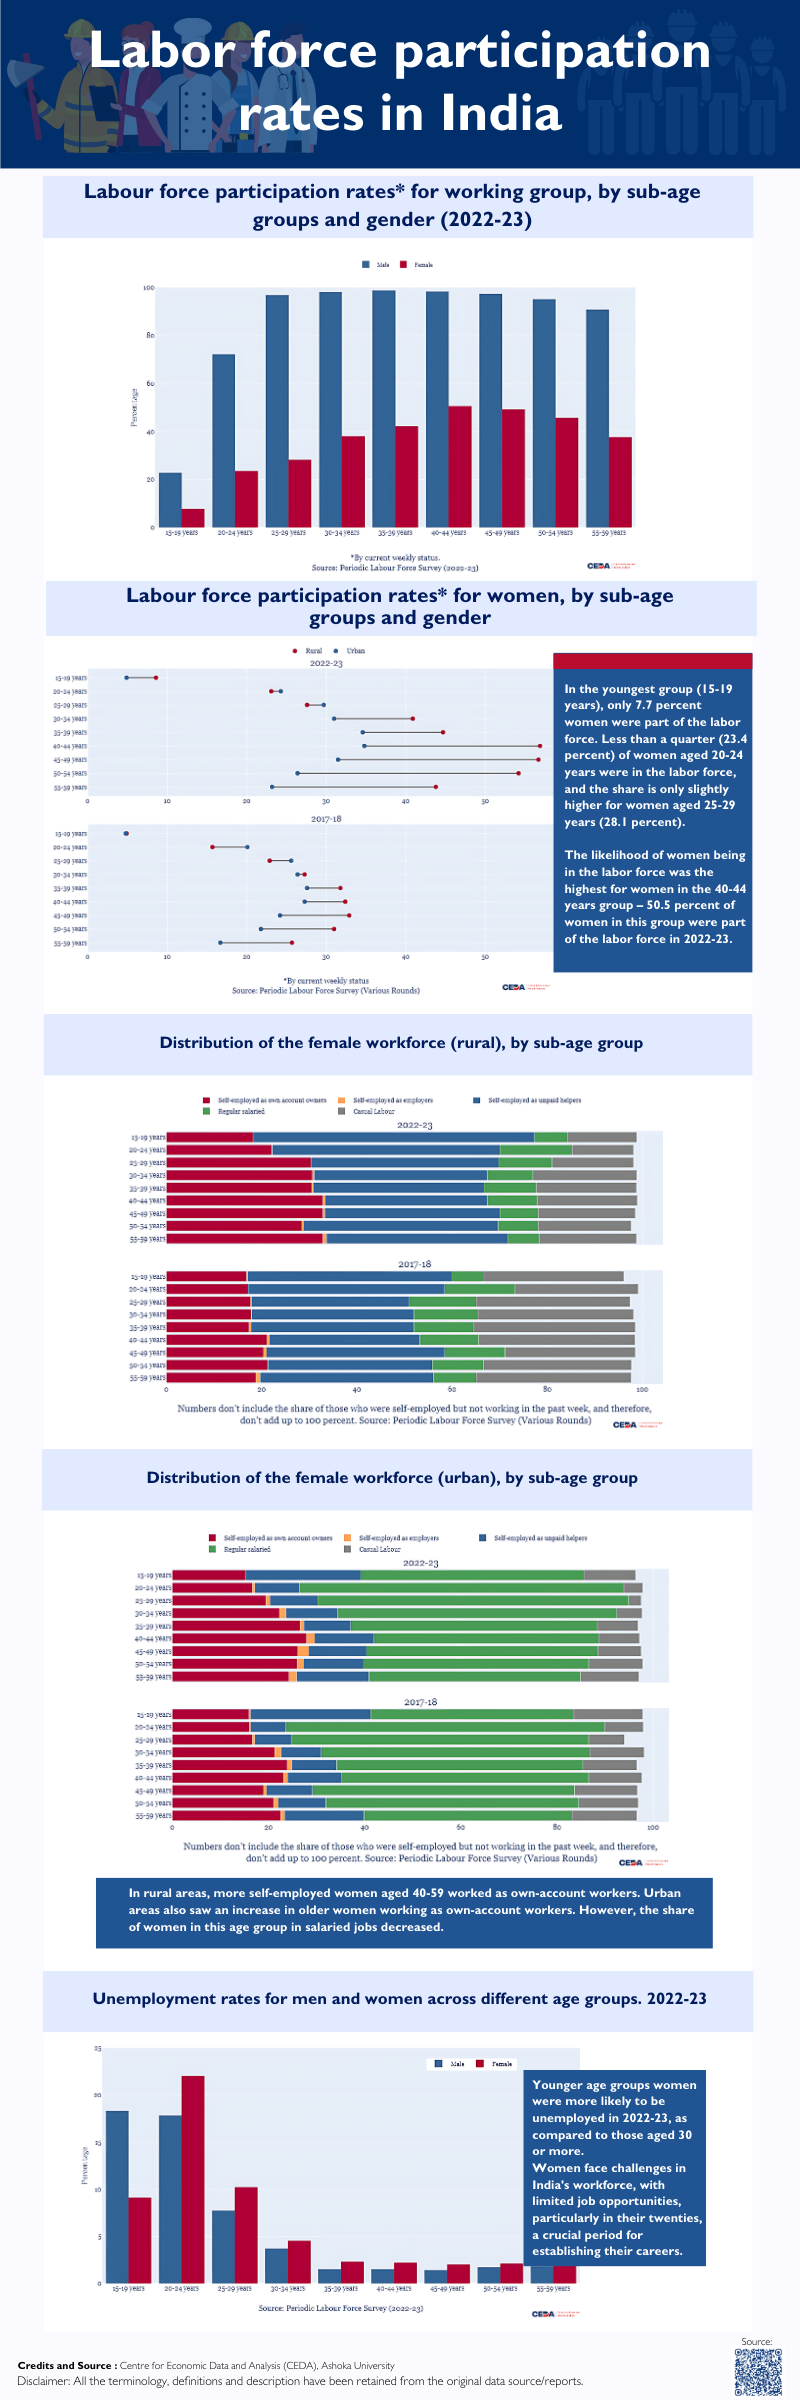 Labor force participation
rates in India
Labour force participation rates* for working group, by sub-age
groups and gender (2022-23)
Male Female
100
80
60
40
20
0
Percentage
15-19 years 20-24 years 25-29 years 30-34 years 35-39 years 40-44 years 45-49 years 50-54 years 55-59 years
*By current weekly status.
Source: Periodic Labour Force Survey (2022-23)
CEDA
Labour force participation rates* for women, by sub-age
groups and gender
Rural Urban
2022-23
15-19 years
20-24 years
25-29 years
30-34 years
35-39 years
40-44 years
45-49 years
50-54 years
55-59 years
0 10 20 30 40 50
2017-18
15-19 years
20-24 years
25-29 years
30-34 years
35-39 years
40-44 years
45-49 years
50-54 years
55-59 years
0 10 20 30 40 50
*By current weekly status
Source: Periodic Labour Force Survey (Various Rounds)
CEDA
In the youngest group (15-19
years), only 7.7 percent
women were part of the labor
force. Less than a quarter (23.4
percent) of women aged 20-24
years were in the labor force,
and the share is only slightly
higher for women aged 25-29
years (28.1 percent).
The likelihood of women being
in the labor force was the
highest for women in the 40-44
years group – 50.5 percent of
women in this group were part
of the labor force in 2022-23.
Distribution of the female workforce (rural), by sub-age group
Self-employed as own account owners Self-employed as employers Self-employed as unpaid helpers
Regular salaried Casual Labour
2022-23
15-19 years
20-24 years
25-29 years
30-34 years
35-39 years
40-44 years
45-49 years
50-54 years
55-59 years
2017-18
15-19 years
20-24 years
25-29 years
30-34 years
35-39 years
40-44 years
45-49 years
50-54 years
55-59 years
0 20 40 60 80 100
Numbers don't include the share of those who were self-employed but not working in the past week, and therefore,
don't add up to 100 percent. Source: Periodic Labour Force Survey (Various Rounds)
CEDA
Distribution of the female workforce (urban), by sub-age group
Self-employed as own account owners Self-employed as employers Self-employed as unpaid helpers
Regular salaried Casual Labour
2022-23
15-19 years
20-24 years
25-29 years
30-34 years
35-39 years
40-44 years
45-49 years
50-54 years
55-59 years
2017-18
15-19 years
20-24 years
25-29 years
30-34 years
35-39 years
40-44 years
45-49 years
50-54 years
55-59 years
0 20 40 60 80 100
Numbers don't include the share of those who were self-employed but not working in the past week, and therefore,
don't add up to 100 percent. Source: Periodic Labour Force Survey (Various Rounds)
CEDA
In rural areas, more self-employed women aged 40-59 worked as own-account workers. Urban
areas also saw an increase in older women working as own-account workers. However, the share
of women in this age group in salaried jobs decreased.
Unemployment rates for men and women across different age groups. 2022-23
Male Female
25
20
15
10
5
0
Percentage
15-19 years 20-24 years 25-29 years 30-34 years 35-39 years 40-44 years 45-49 years 50-54 years 55-59 years
Younger age groups women
were more likely to be
unemployed in 2022-23, as
compared to those aged 30
or more.
Women face challenges in
India's workforce, with
limited job opportunities,
particularly in their twenties,
a crucial period for
establishing their careers.
Source: Periodic Labour Force Survey (2022-23)
CEDA
Source:
Credits and Source : Centre for Economic Data and Analysis (CEDA), Ashoka University
Disclaimer: All the terminology, definitions and description have been retained from the original data source/reports.